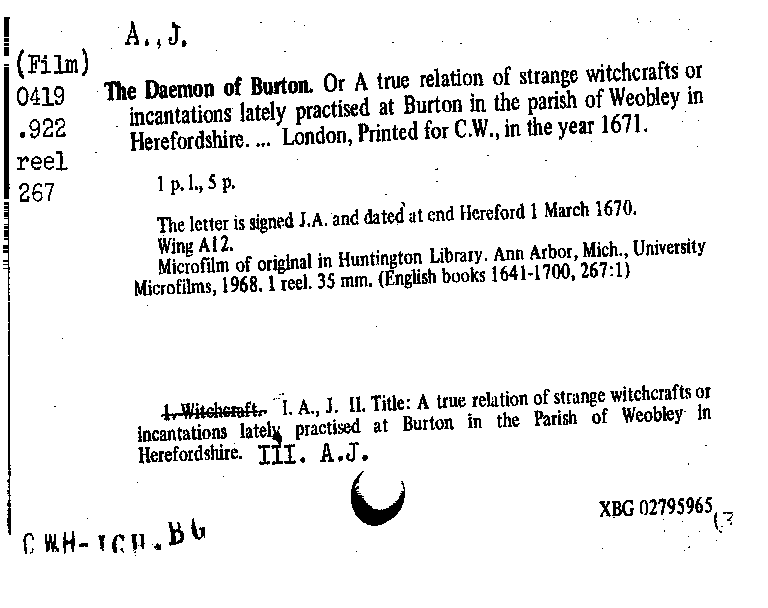 A., J.
(Film)
0419
.922
reel
267
The Daemon of Burton. Or A true relation of strange witchcrafts or
incantations lately practised at Burton in the parish of Weobley in
Herefordshire. ... London, Printed for C.W., in the year 1671.
1 p.l., 5 p.
The letter is signed J.A. and dated at end Hereford 1 March 1670.
Wing A12.
Microfilm of original in Huntington Library. Ann Arbor, Mich., University
Microfilms, 1968. 1 reel. 35 mm. (English books 1641-1700, 267:1)
1. Witchcraft. I. A., J. II. Title: A true relation of strange witchcrafts or
incantations lately practised at Burton in the Parish of Weobley in
Herefordshire. III. A.J.
XBG 02795965
BG